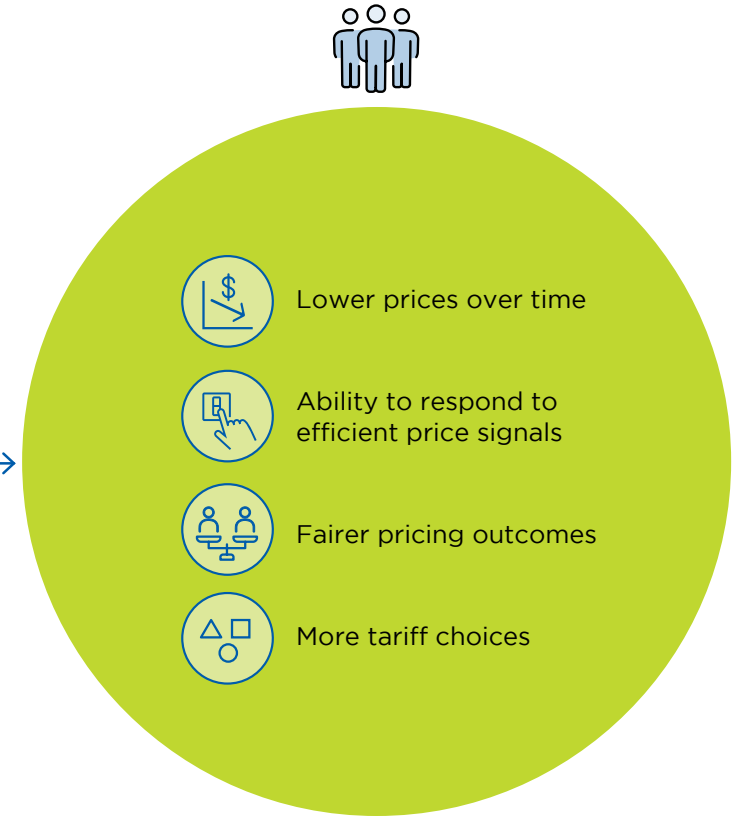 $
Lower prices over time
Ability to respond to
efficient price signals
Fairer pricing outcomes
More tariff choices